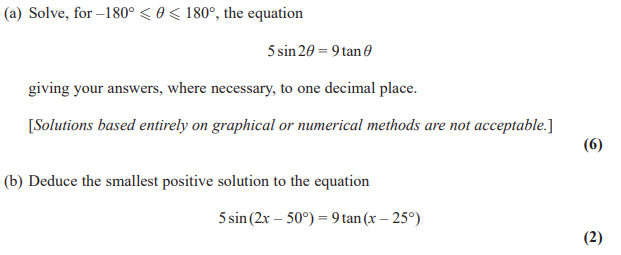 (a) Solve, for –180° ⩽ θ ⩽ 180°, the equation
5 sin 2θ = 9 tan θ
giving your answers, where necessary, to one decimal place.
[Solutions based entirely on graphical or numerical methods are not acceptable.]
(6)
(b) Deduce the smallest positive solution to the equation
5 sin (2x – 50°) = 9 tan (x – 25°)
(2)